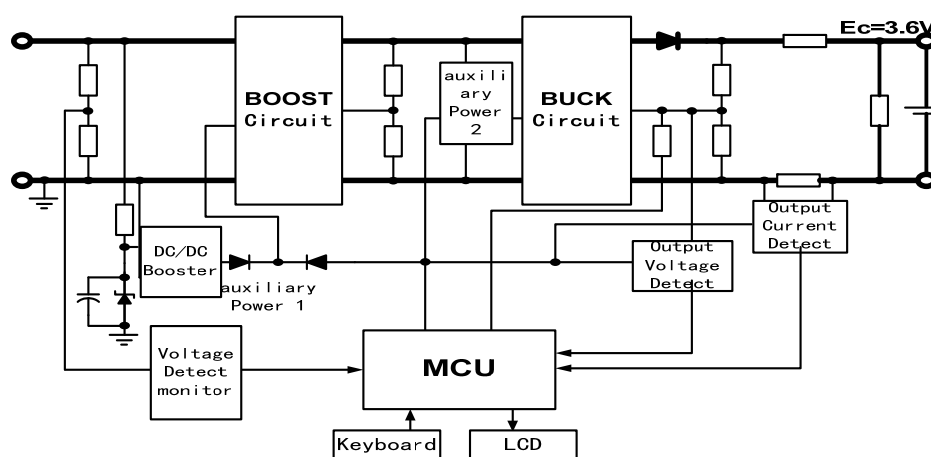 Ec=3.6V
BOOST
Circuit
auxili
ary
Power
2
BUCK
Circuit
DC/DC
Booster
auxiliary
Power 1
Output
Voltage
Detect
Output
Current
Detect
Voltage
Detect
monitor
MCU
Keyboard
LCD